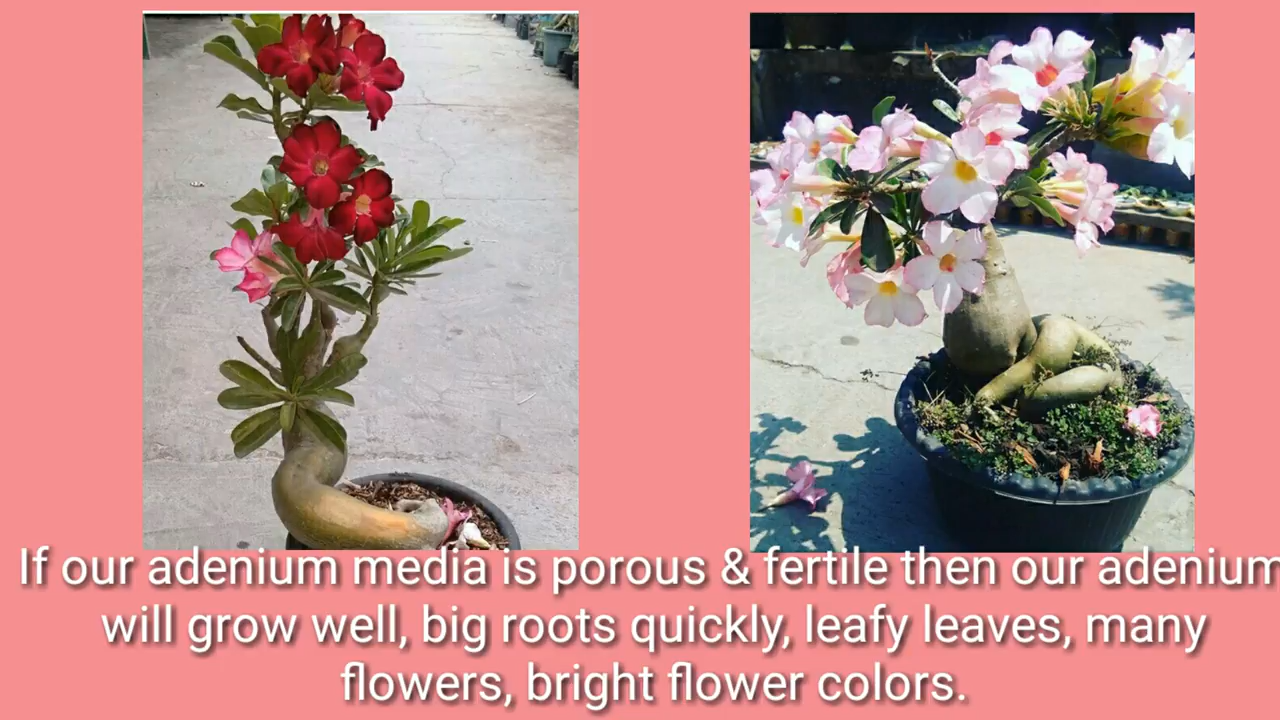 If our adenium media is porous & fertile then our adenium
will grow well, big roots quickly, leafy leaves, many
flowers, bright flower colors.